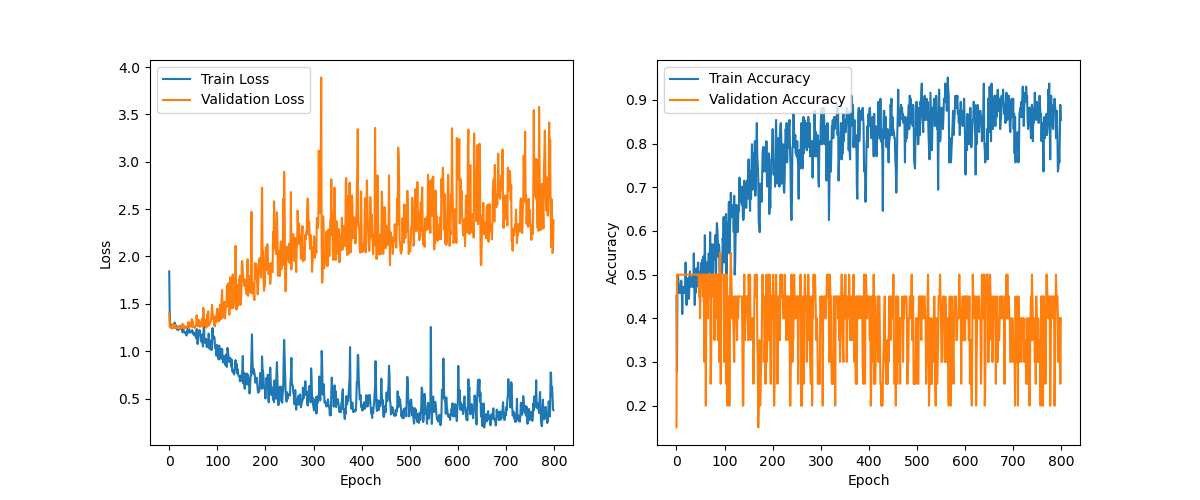 Train Loss
Validation Loss
4.0
3.5
3.0
2.5
2.0
1.5
1.0
0.5
Loss
0 100 200 300 400 500 600 700 800
Epoch
Train Accuracy
Validation Accuracy
0.9
0.8
0.7
0.6
0.5
0.4
0.3
0.2
Accuracy
0 100 200 300 400 500 600 700 800
Epoch